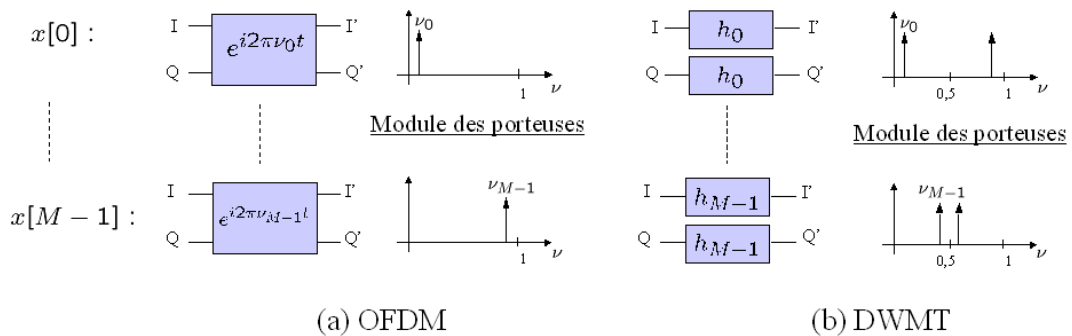 x[0] :
I
e^{i2πν_0t}
I'
Q
Q'
ν_0
1
ν
Module des porteuses
x[M − 1] :
I
e^{i2πν_{M−1}t}
I'
Q
Q'
ν_{M−1}
1
ν
(a) OFDM
I
h_0
I'
Q
h_0
Q'
ν_0
0,5
1
ν
Module des porteuses
I
h_{M−1}
I'
Q
h_{M−1}
Q'
ν_{M−1}
0,5
1
ν
(b) DWMT